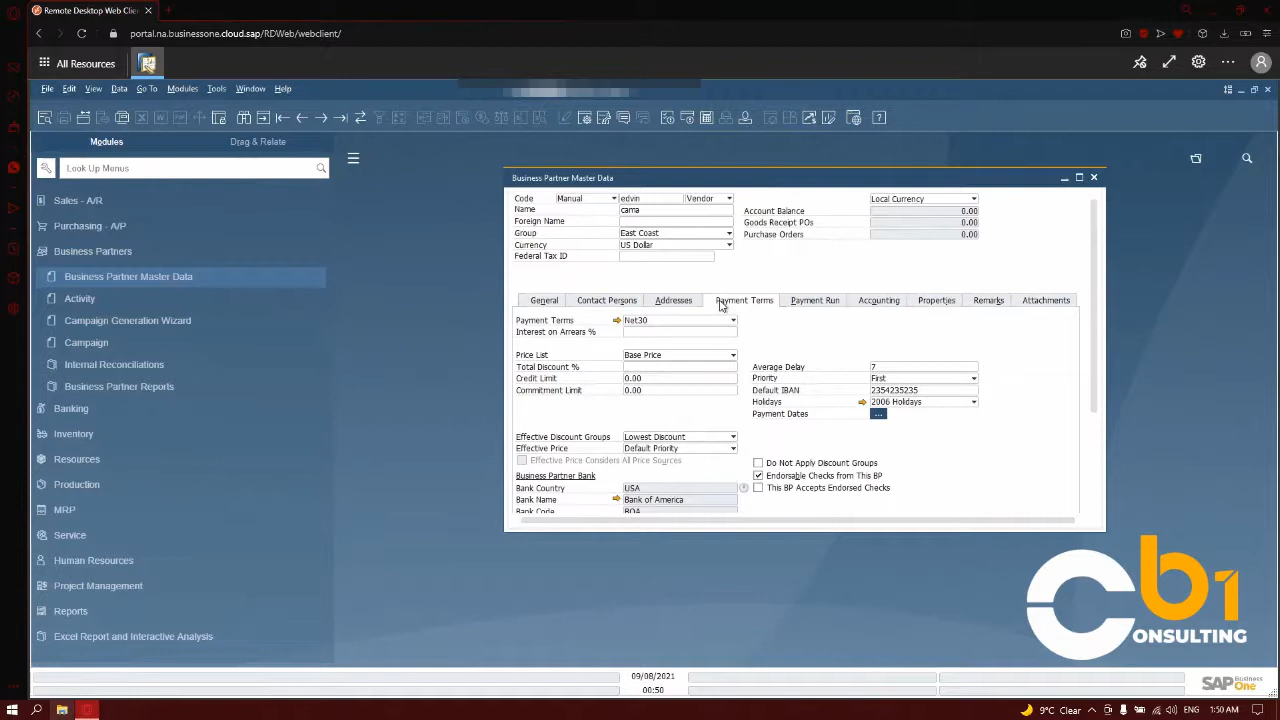 Remote Desktop Web Clie
portal.na.businessone.cloud.sap/RDWeb/webclient/
All Resources
File Edit View Data Go To Modules Tools Window Help
Modules Drag & Relate
Look Up Menus
Sales - A/R
Purchasing - A/P
Business Partners
Business Partner Master Data
Activity
Campaign Generation Wizard
Campaign
Internal Reconciliations
Business Partner Reports
Banking
Inventory
Resources
Production
MRP
Service
Human Resources
Project Management
Reports
Excel Report and Interactive Analysis
Business Partner Master Data
Code Manual edvin Vendor
Name cama
Foreign Name
Group East Coast
Currency US Dollar
Federal Tax ID
Local Currency
Account Balance 0.00
Goods Receipt POs 0.00
Purchase Orders 0.00
General Contact Persons Addresses Payment Terms Payment Run Accounting Properties Remarks Attachments
Payment Terms Net30
Interest on Arrears %
Price List Base Price
Total Discount %
Credit Limit 0.00
Commitment Limit 0.00
Average Delay 7
Priority First
Default IBAN 2354235235
Holidays 2006 Holidays
Payment Dates ...
Effective Discount Groups Lowest Discount
Effective Price Default Priority
Effective Price Considers All Price Sources
Do Not Apply Discount Groups
Endorsable Checks from This BP
This BP Accepts Endorsed Checks
Business Partner Bank
Bank Country USA
Bank Name Bank of America
Bank Code BOA
Cb1
CONSULTING
09/08/2021
00:50
SAP Business One
9°C Clear ENG 1:50 AM